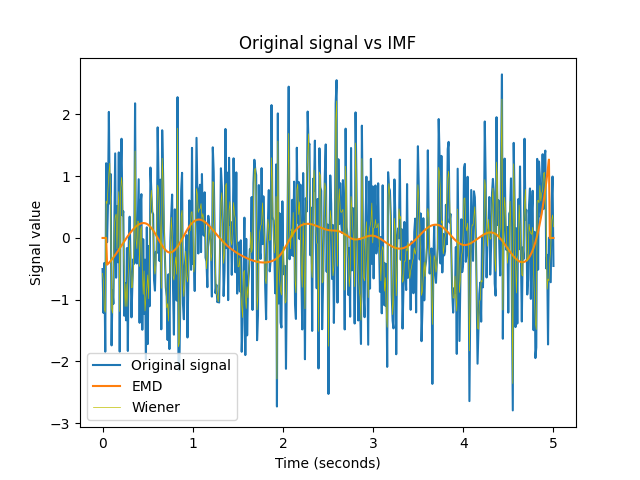 Original signal vs IMF
Signal value
2
1
0
−1
−2
−3
Original signal
EMD
Wiener
0
1
2
3
4
5
Time (seconds)